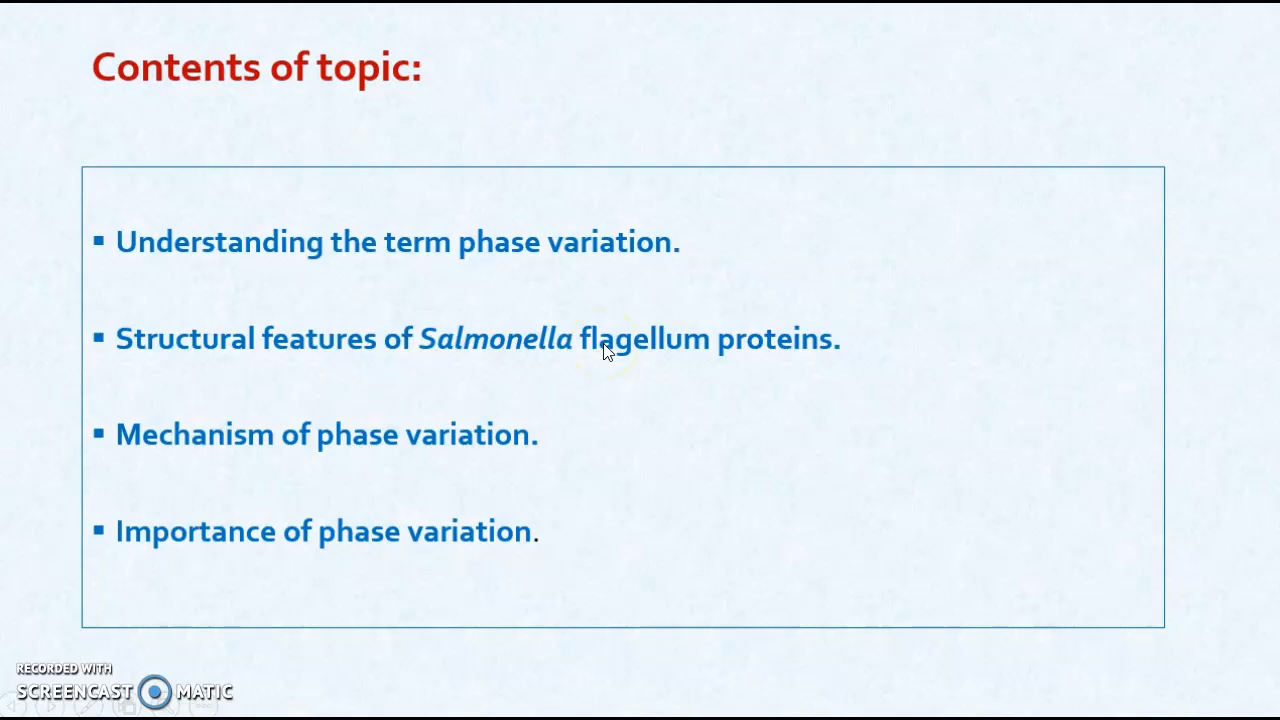 Contents of topic:
▪ Understanding the term phase variation.
▪ Structural features of Salmonella flagellum proteins.
▪ Mechanism of phase variation.
▪ Importance of phase variation.
RECORDED WITH
SCREENCAST MATIC